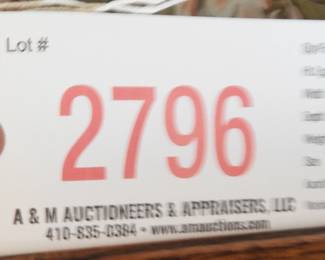 Lot #
2796
A & M AUCTIONEERS & APPRAISERS, LLC
410-835-0384 • www.amauctions.com